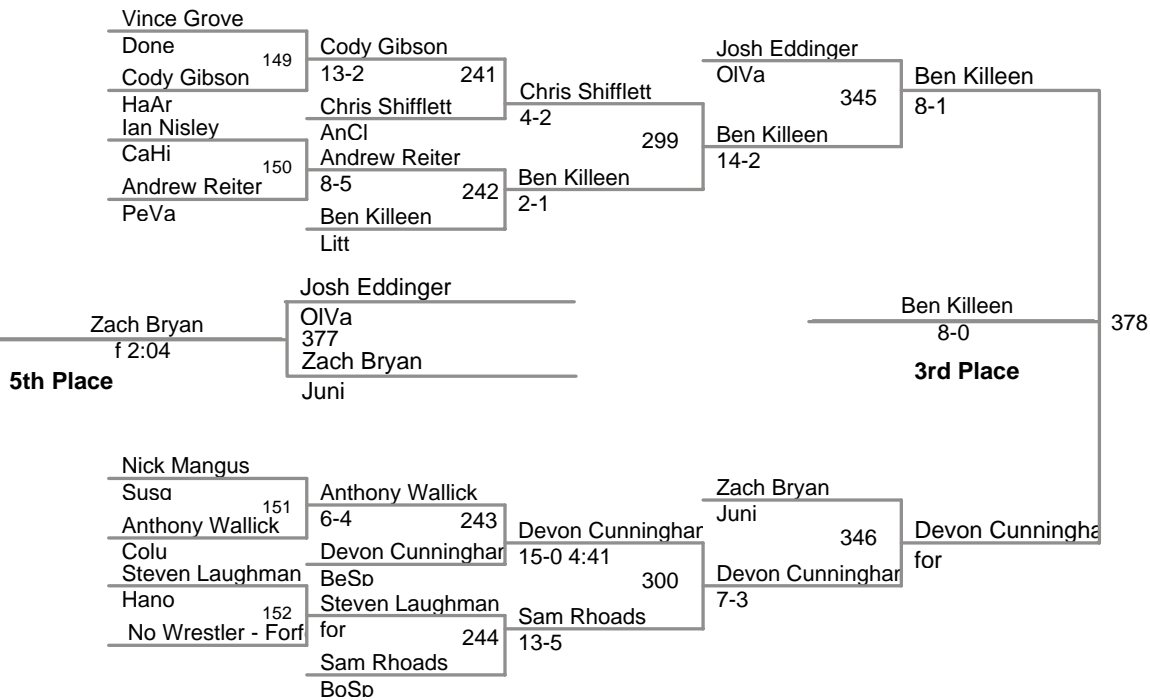 Vince Grove
Done
149
Cody Gibson
HaAr
Ian Nisley
CaHi
150
Andrew Reiter
PeVa
Cody Gibson
13-2
241
Chris Shifflett
AnCl
Andrew Reiter
8-5
242
Ben Killeen
Litt
Chris Shifflett
4-2
299
Ben Killeen
2-1
Josh Eddinger
OlVa
345
Ben Killeen
14-2
Ben Killeen
8-1
Josh Eddinger
OlVa
377
Zach Bryan
Juni
Zach Bryan
f 2:04
5th Place
Ben Killeen
8-0
3rd Place
378
Nick Mangus
Susq
151
Anthony Wallick
Colu
Steven Laughman
Hano
152
No Wrestler - Forf
Anthony Wallick
6-4
243
Devon Cunninghan
BeSp
Steven Laughman
for
244
Sam Rhoads
BoSp
Devon Cunninghan
15-0 4:41
300
Sam Rhoads
13-5
Zach Bryan
Juni
346
Devon Cunninghan
7-3
Devon Cunningha
for